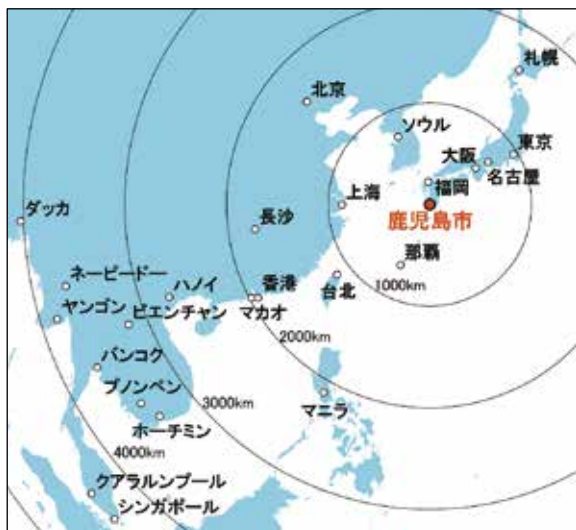 札幌
北京
ソウル
東京
大阪
名古屋
福岡
上海
鹿児島市
ダッカ
長沙
那覇
ネーピードー
ハノイ
香港
台北
1000km
ヤンゴン
ビエンチャン
マカオ
2000km
バンコク
プノンペン
3000km
マニラ
ホーチミン
4000km
クアラルンプール
シンガポール